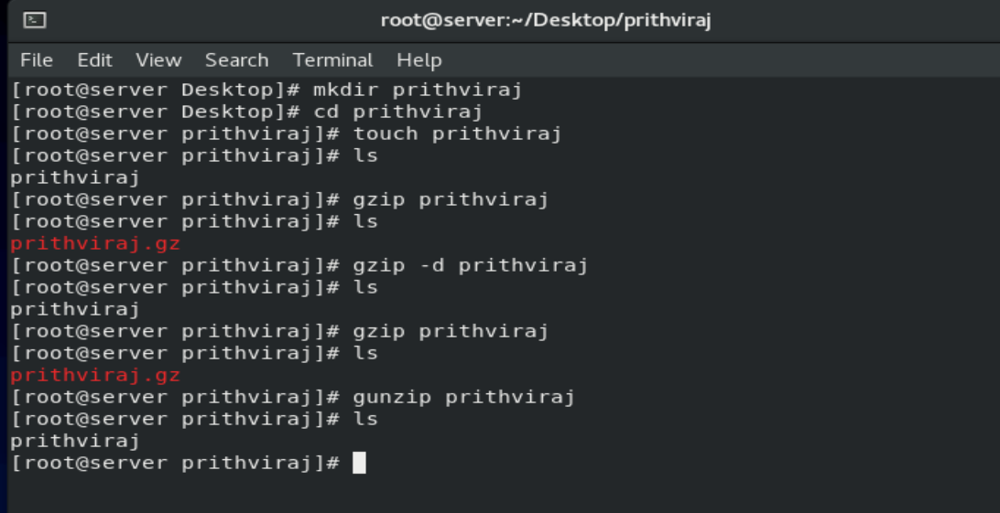 root@server:~/Desktop/prithviraj
File Edit View Search Terminal Help
[root@server Desktop]# mkdir prithviraj
[root@server Desktop]# cd prithviraj
[root@server prithviraj]# touch prithviraj
[root@server prithviraj]# ls
prithviraj
[root@server prithviraj]# gzip prithviraj
[root@server prithviraj]# ls
prithviraj.gz
[root@server prithviraj]# gzip -d prithviraj
[root@server prithviraj]# ls
prithviraj
[root@server prithviraj]# gzip prithviraj
[root@server prithviraj]# ls
prithviraj.gz
[root@server prithviraj]# gunzip prithviraj
[root@server prithviraj]# ls
prithviraj
[root@server prithviraj]#